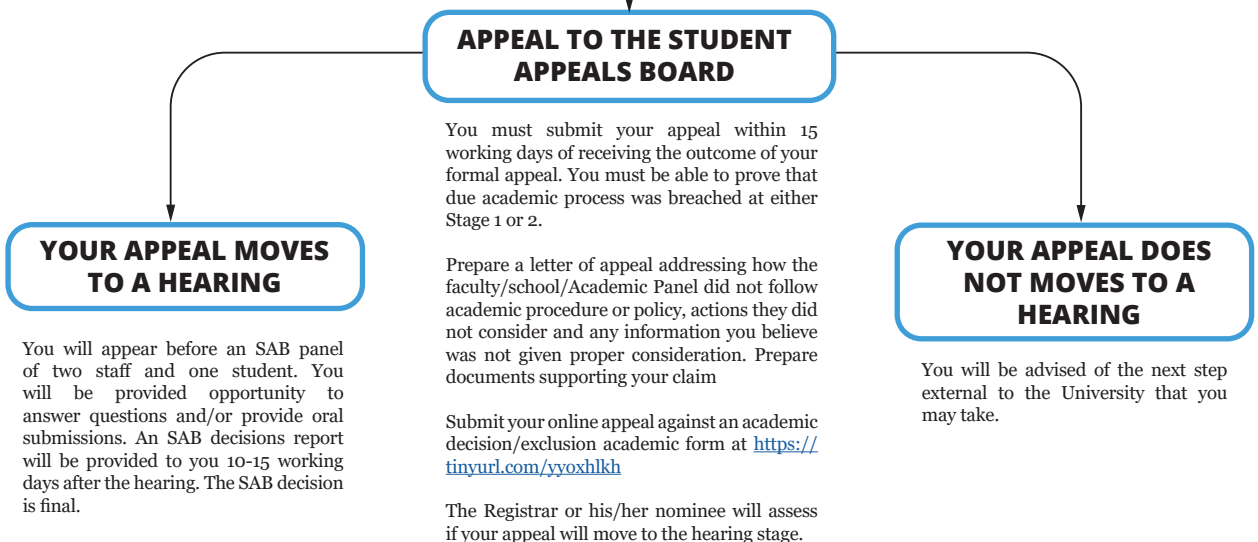 APPEAL TO THE STUDENT
APPEALS BOARD
You must submit your appeal within 15
working days of receiving the outcome of your
formal appeal. You must be able to prove that
due academic process was breached at either
Stage 1 or 2.
Prepare a letter of appeal addressing how the
faculty/school/Academic Panel did not follow
academic procedure or policy, actions they did
not consider and any information you believe
was not given proper consideration. Prepare
documents supporting your claim
Submit your online appeal against an academic
decision/exclusion academic form at https://
tinyurl.com/yyoxhlkh
The Registrar or his/her nominee will assess
if your appeal will move to the hearing stage.
YOUR APPEAL MOVES
TO A HEARING
You will appear before an SAB panel
of two staff and one student. You
will be provided opportunity to
answer questions and/or provide oral
submissions. An SAB decisions report
will be provided to you 10-15 working
days after the hearing. The SAB decision
is final.
YOUR APPEAL DOES
NOT MOVES TO A
HEARING
You will be advised of the next step
external to the University that you
may take.